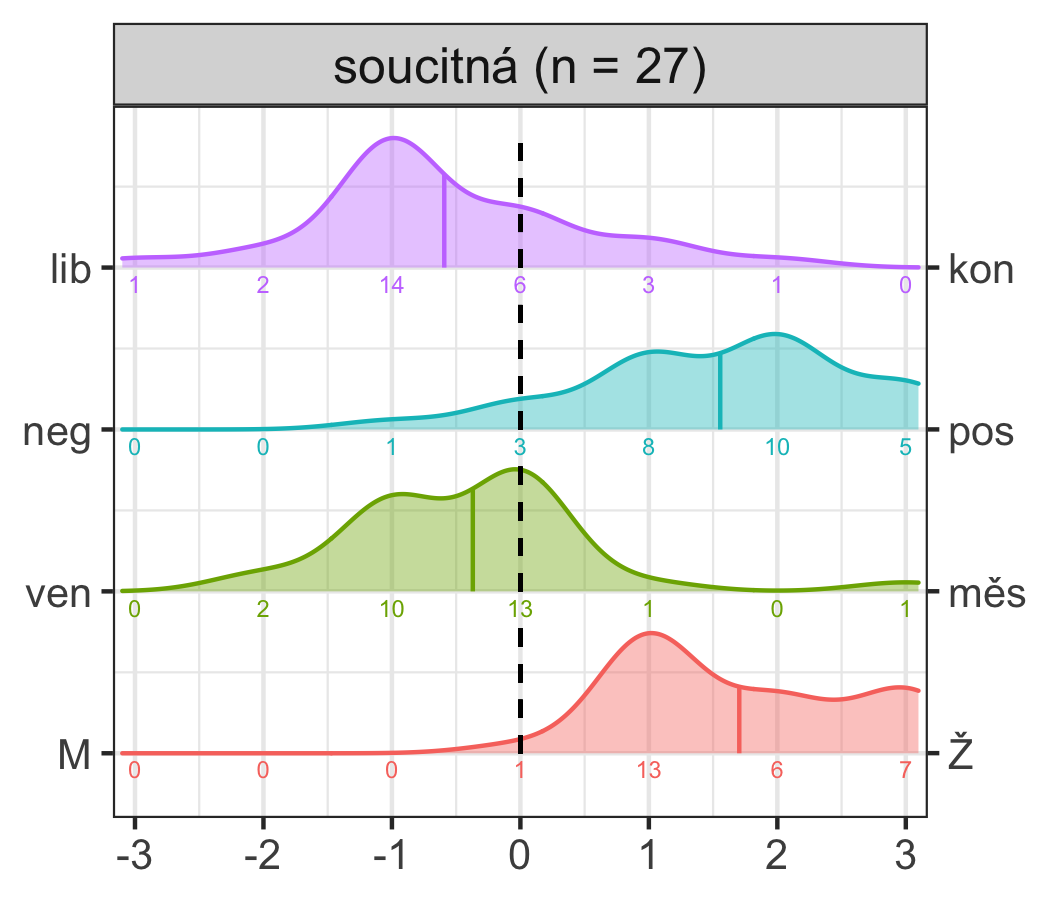 soucitná (n = 27)
lib kon
1 2 14 6 3 1 0
neg pos
0 0 1 3 8 10 5
ven měs
0 2 10 13 1 0 1
M Ž
0 0 0 1 13 6 7
-3 -2 -1 0 1 2 3